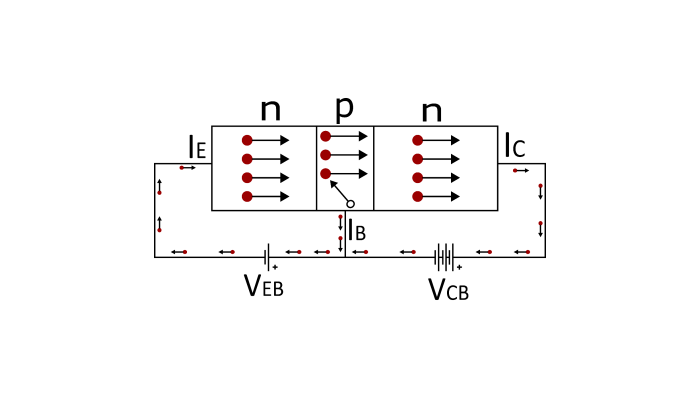 n p n
IE IC
IB
+ +
VEB VCB